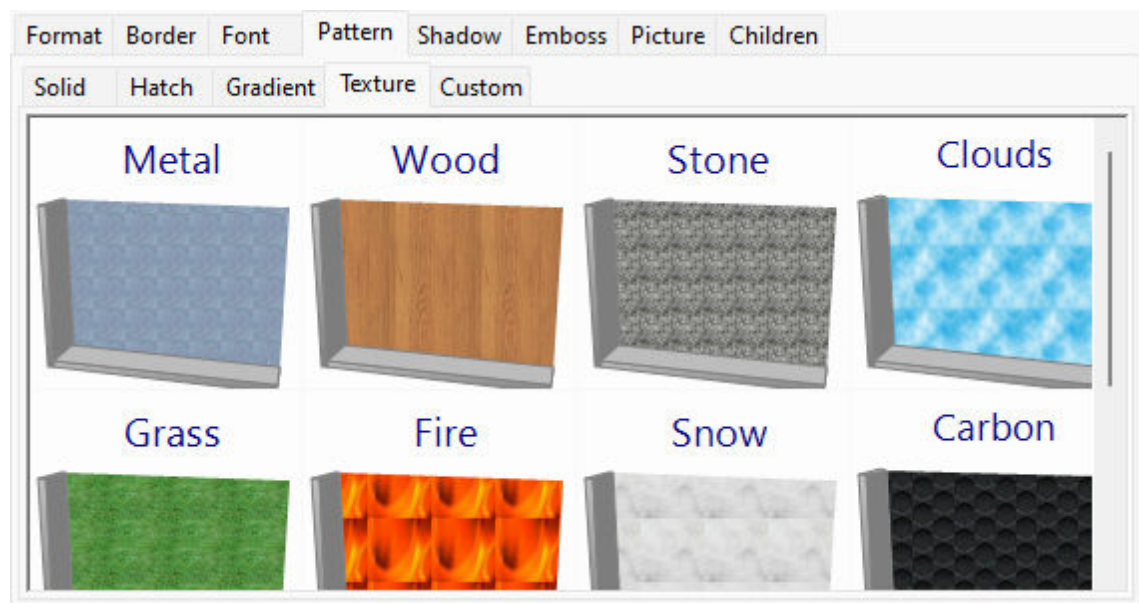 Format Border Font Pattern Shadow Emboss Picture Children
Solid Hatch Gradient Texture Custom
Metal Wood Stone Clouds
Grass Fire Snow Carbon